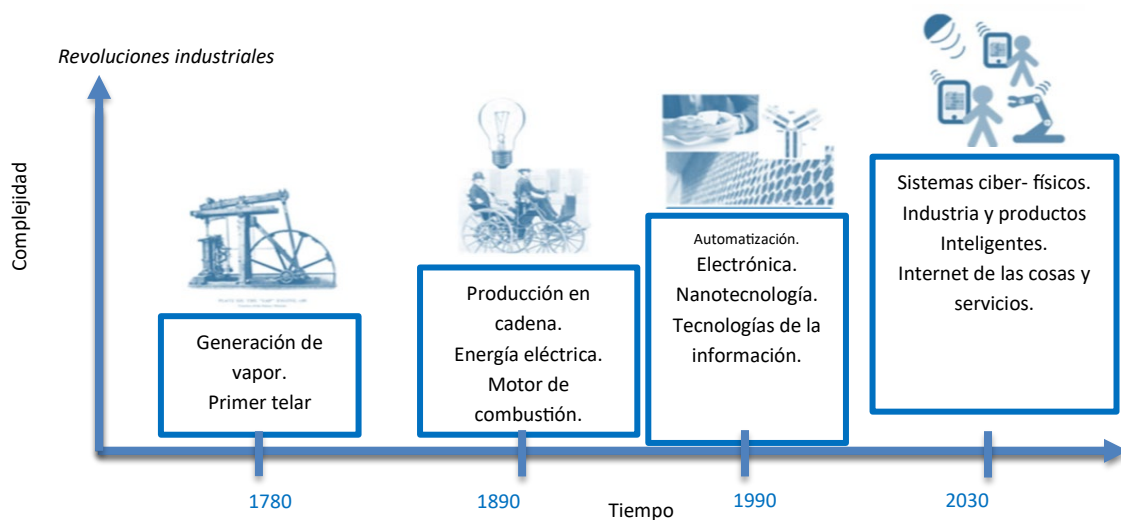 Revoluciones industriales
Complejidad
Generación de
vapor.
Primer telar
Producción en
cadena.
Energía eléctrica.
Motor de
combustión.
Automatización.
Electrónica.
Nanotecnología.
Tecnologías de la
información.
Sistemas ciber- físicos.
Industria y productos
Inteligentes.
Internet de las cosas y
servicios.
1780
1890
1990
2030
Tiempo